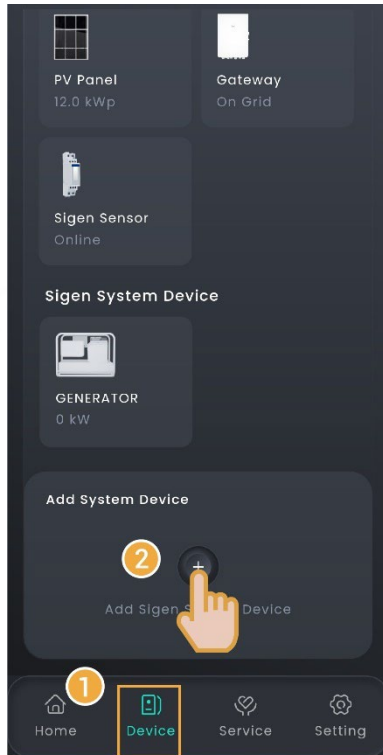 PV Panel
12.0 kWp
Gateway
On Grid
Sigen Sensor
Online
Sigen System Device
GENERATOR
0 kW
Add System Device
2
Add Sigen S Device
1
Home
Device
Service
Setting